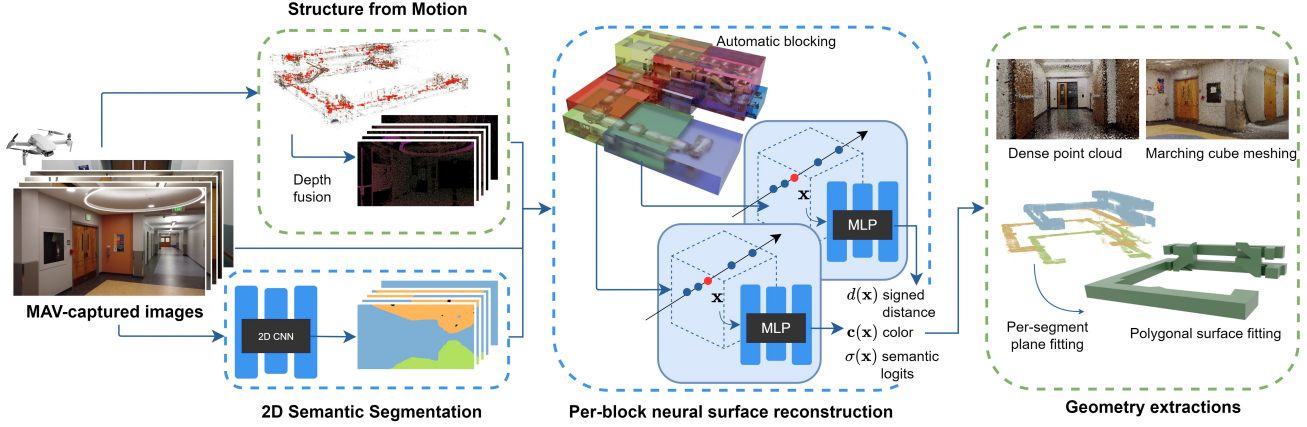 Structure from Motion
Depth
fusion
MAV-captured images
2D CNN
2D Semantic Segmentation
Automatic blocking
x
MLP
x
MLP
d(x) signed
distance
c(x) color
σ(x) semantic
logits
Per-block neural surface reconstruction
Dense point cloud
Marching cube meshing
Per-segment
plane fitting
Polygonal surface fitting
Geometry extractions